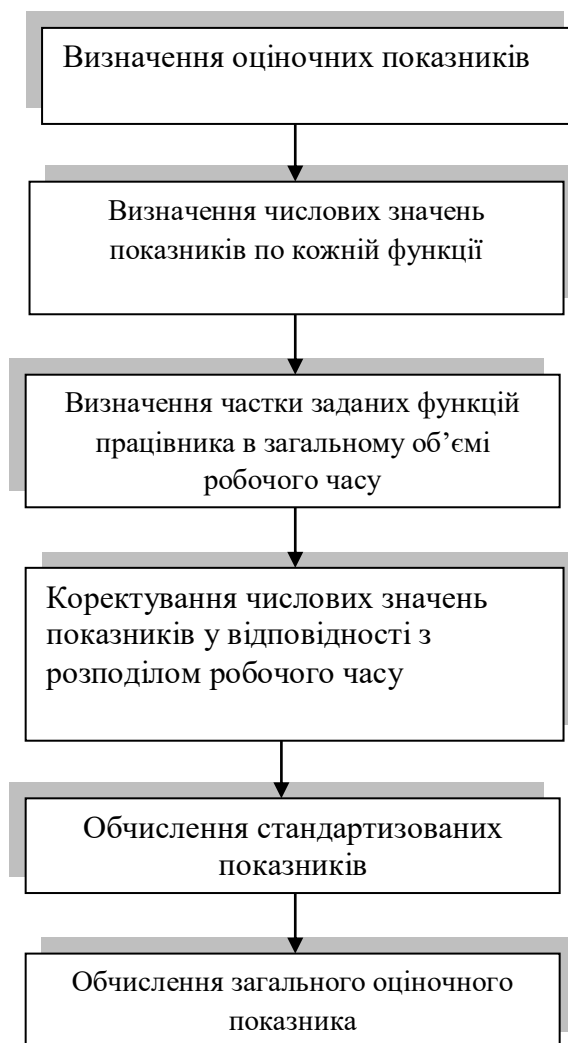 Визначення оціночних показників
Визначення числових значень
показників по кожній функції
Визначення частки заданих функцій
працівника в загальному об’ємі
робочого часу
Коректування числових значень
показників у відповідності з
розподілом робочого часу
Обчислення стандартизованих
показників
Обчислення загального оціночного
показника